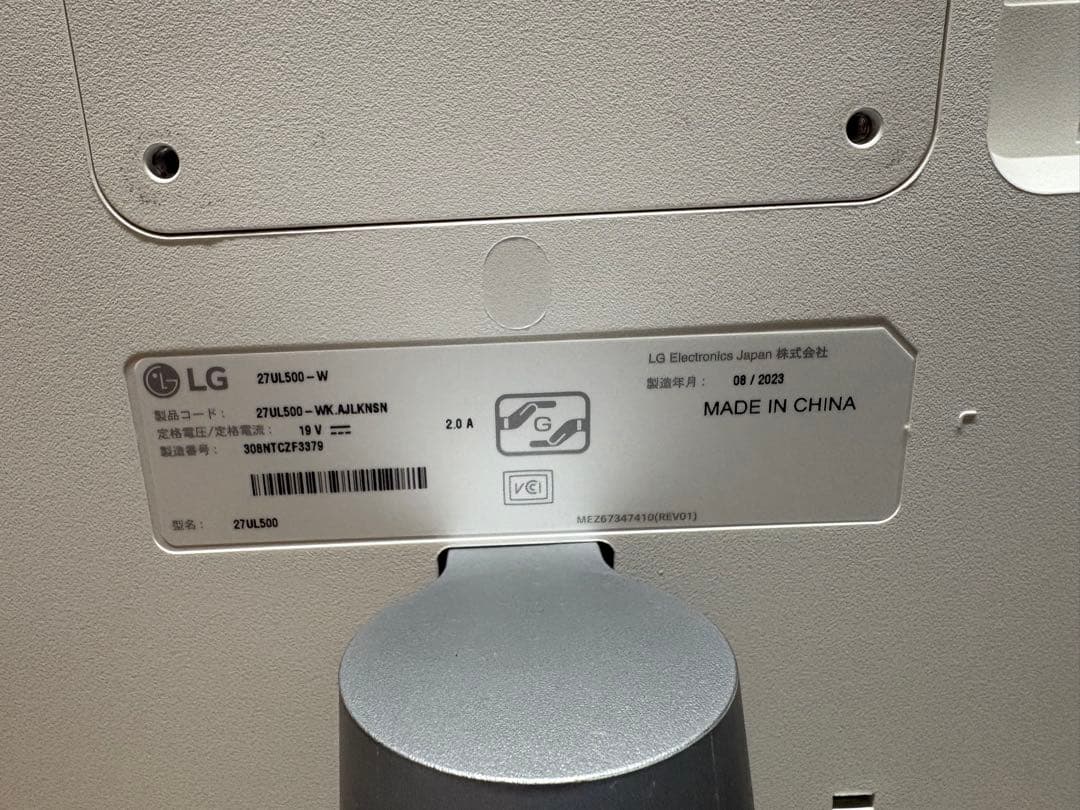 LG 27UL500-W
製品コード： 27UL500-WK.AJLKNSN
定格電圧/定格電流： 19 V 2.0 A
製造番号： 308NTCZF3379
型名： 27UL500
LG Electronics Japan 株式会社
製造年月： 08 / 2023
MADE IN CHINA
G
VCI
MEZ67347410(REV01)